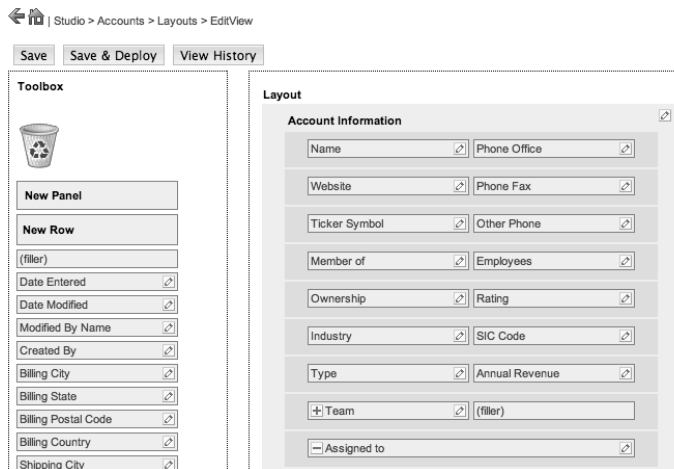 | Studio > Accounts > Layouts > EditView
Save Save & Deploy View History
Toolbox
New Panel
New Row
(filler)
Date Entered
Date Modified
Modified By Name
Created By
Billing City
Billing State
Billing Postal Code
Billing Country
Shipping City
Layout
Account Information
Name Phone Office
Website Phone Fax
Ticker Symbol Other Phone
Member of Employees
Ownership Rating
Industry SIC Code
Type Annual Revenue
Team (filler)
Assigned to